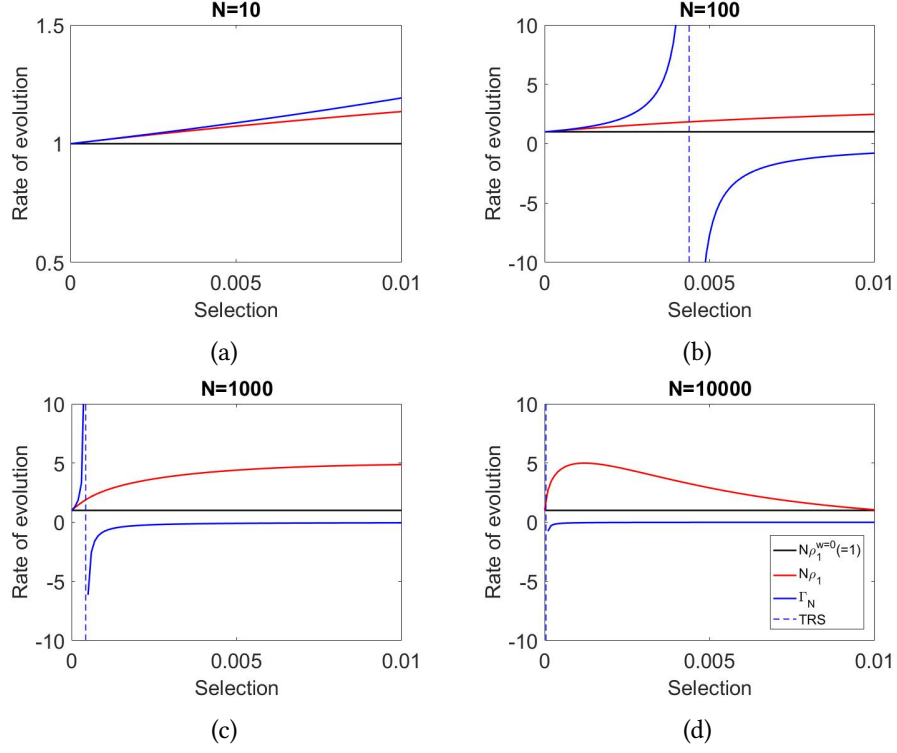 N=10
1.5
1
0.5
Rate of evolution
0
0.005
0.01
Selection
(a)
N=100
10
5
0
-5
-10
Rate of evolution
0
0.005
0.01
Selection
(b)
N=1000
10
5
0
-5
-10
Rate of evolution
0
0.005
0.01
Selection
(c)
N=10000
10
5
0
-5
-10
Rate of evolution
Nρ₁ʷ⁼⁰(=1)
Nρ₁
Γ_N
TRS
0
0.005
0.01
Selection
(d)